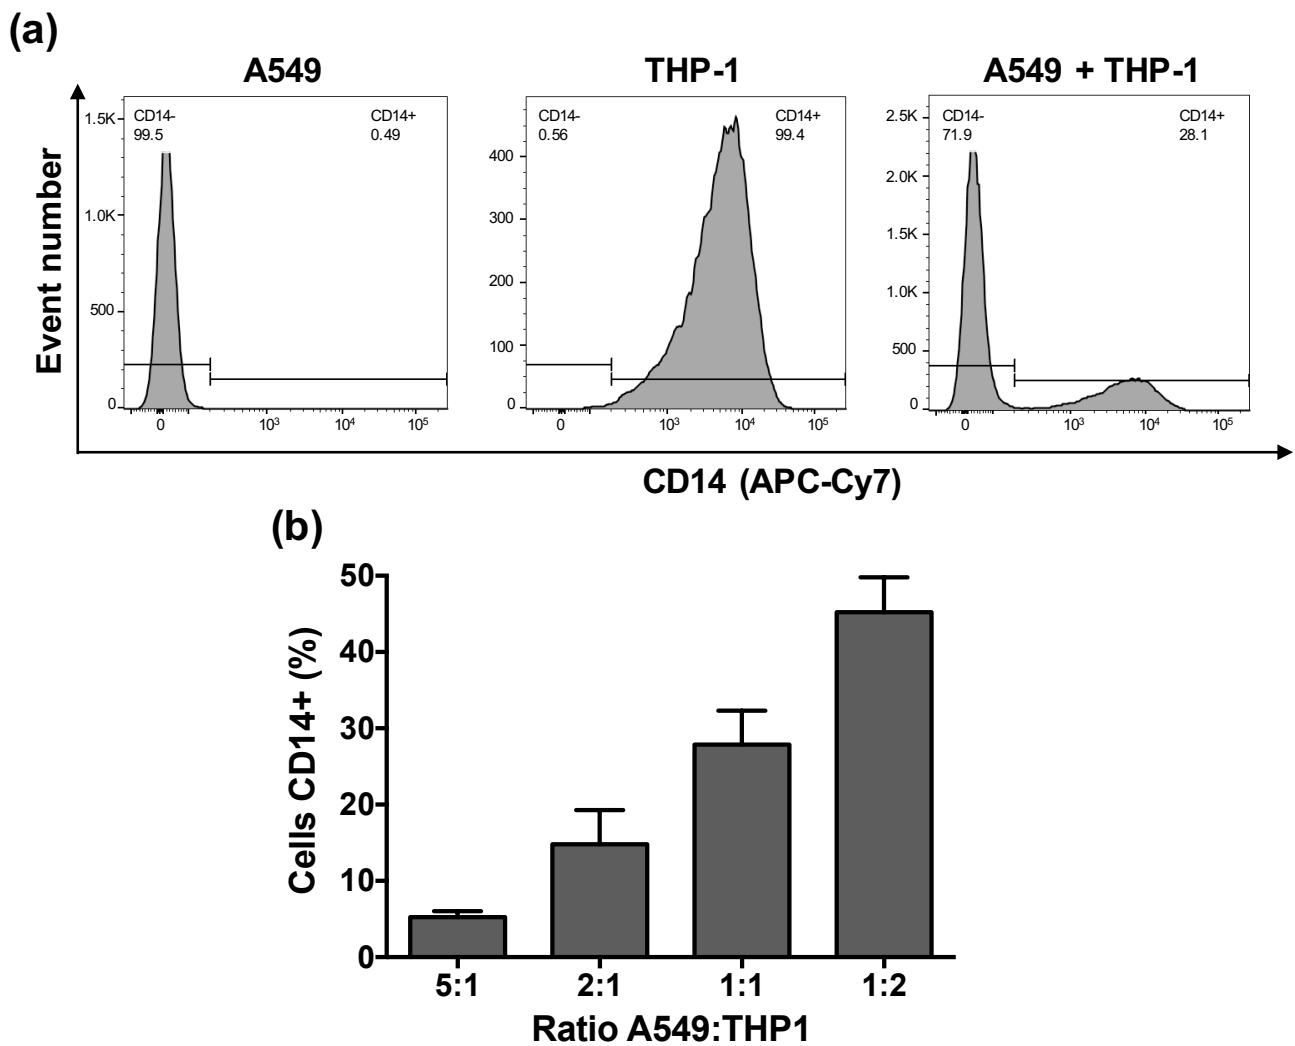 (a)
A549
THP-1
A549 + THP-1
Event number
CD14-
99.5
CD14+
0.49
1.5K
1.0K
500
0
0
10³
10⁴
10⁵
CD14-
0.56
CD14+
99.4
400
300
200
100
0
0
10³
10⁴
10⁵
CD14-
71.9
CD14+
28.1
2.5K
2.0K
1.5K
1.0K
500
0
0
10³
10⁴
10⁵
CD14 (APC-Cy7)
(b)
Cells CD14+ (%)
50
40
30
20
10
0
5:1
2:1
1:1
1:2
Ratio A549:THP1